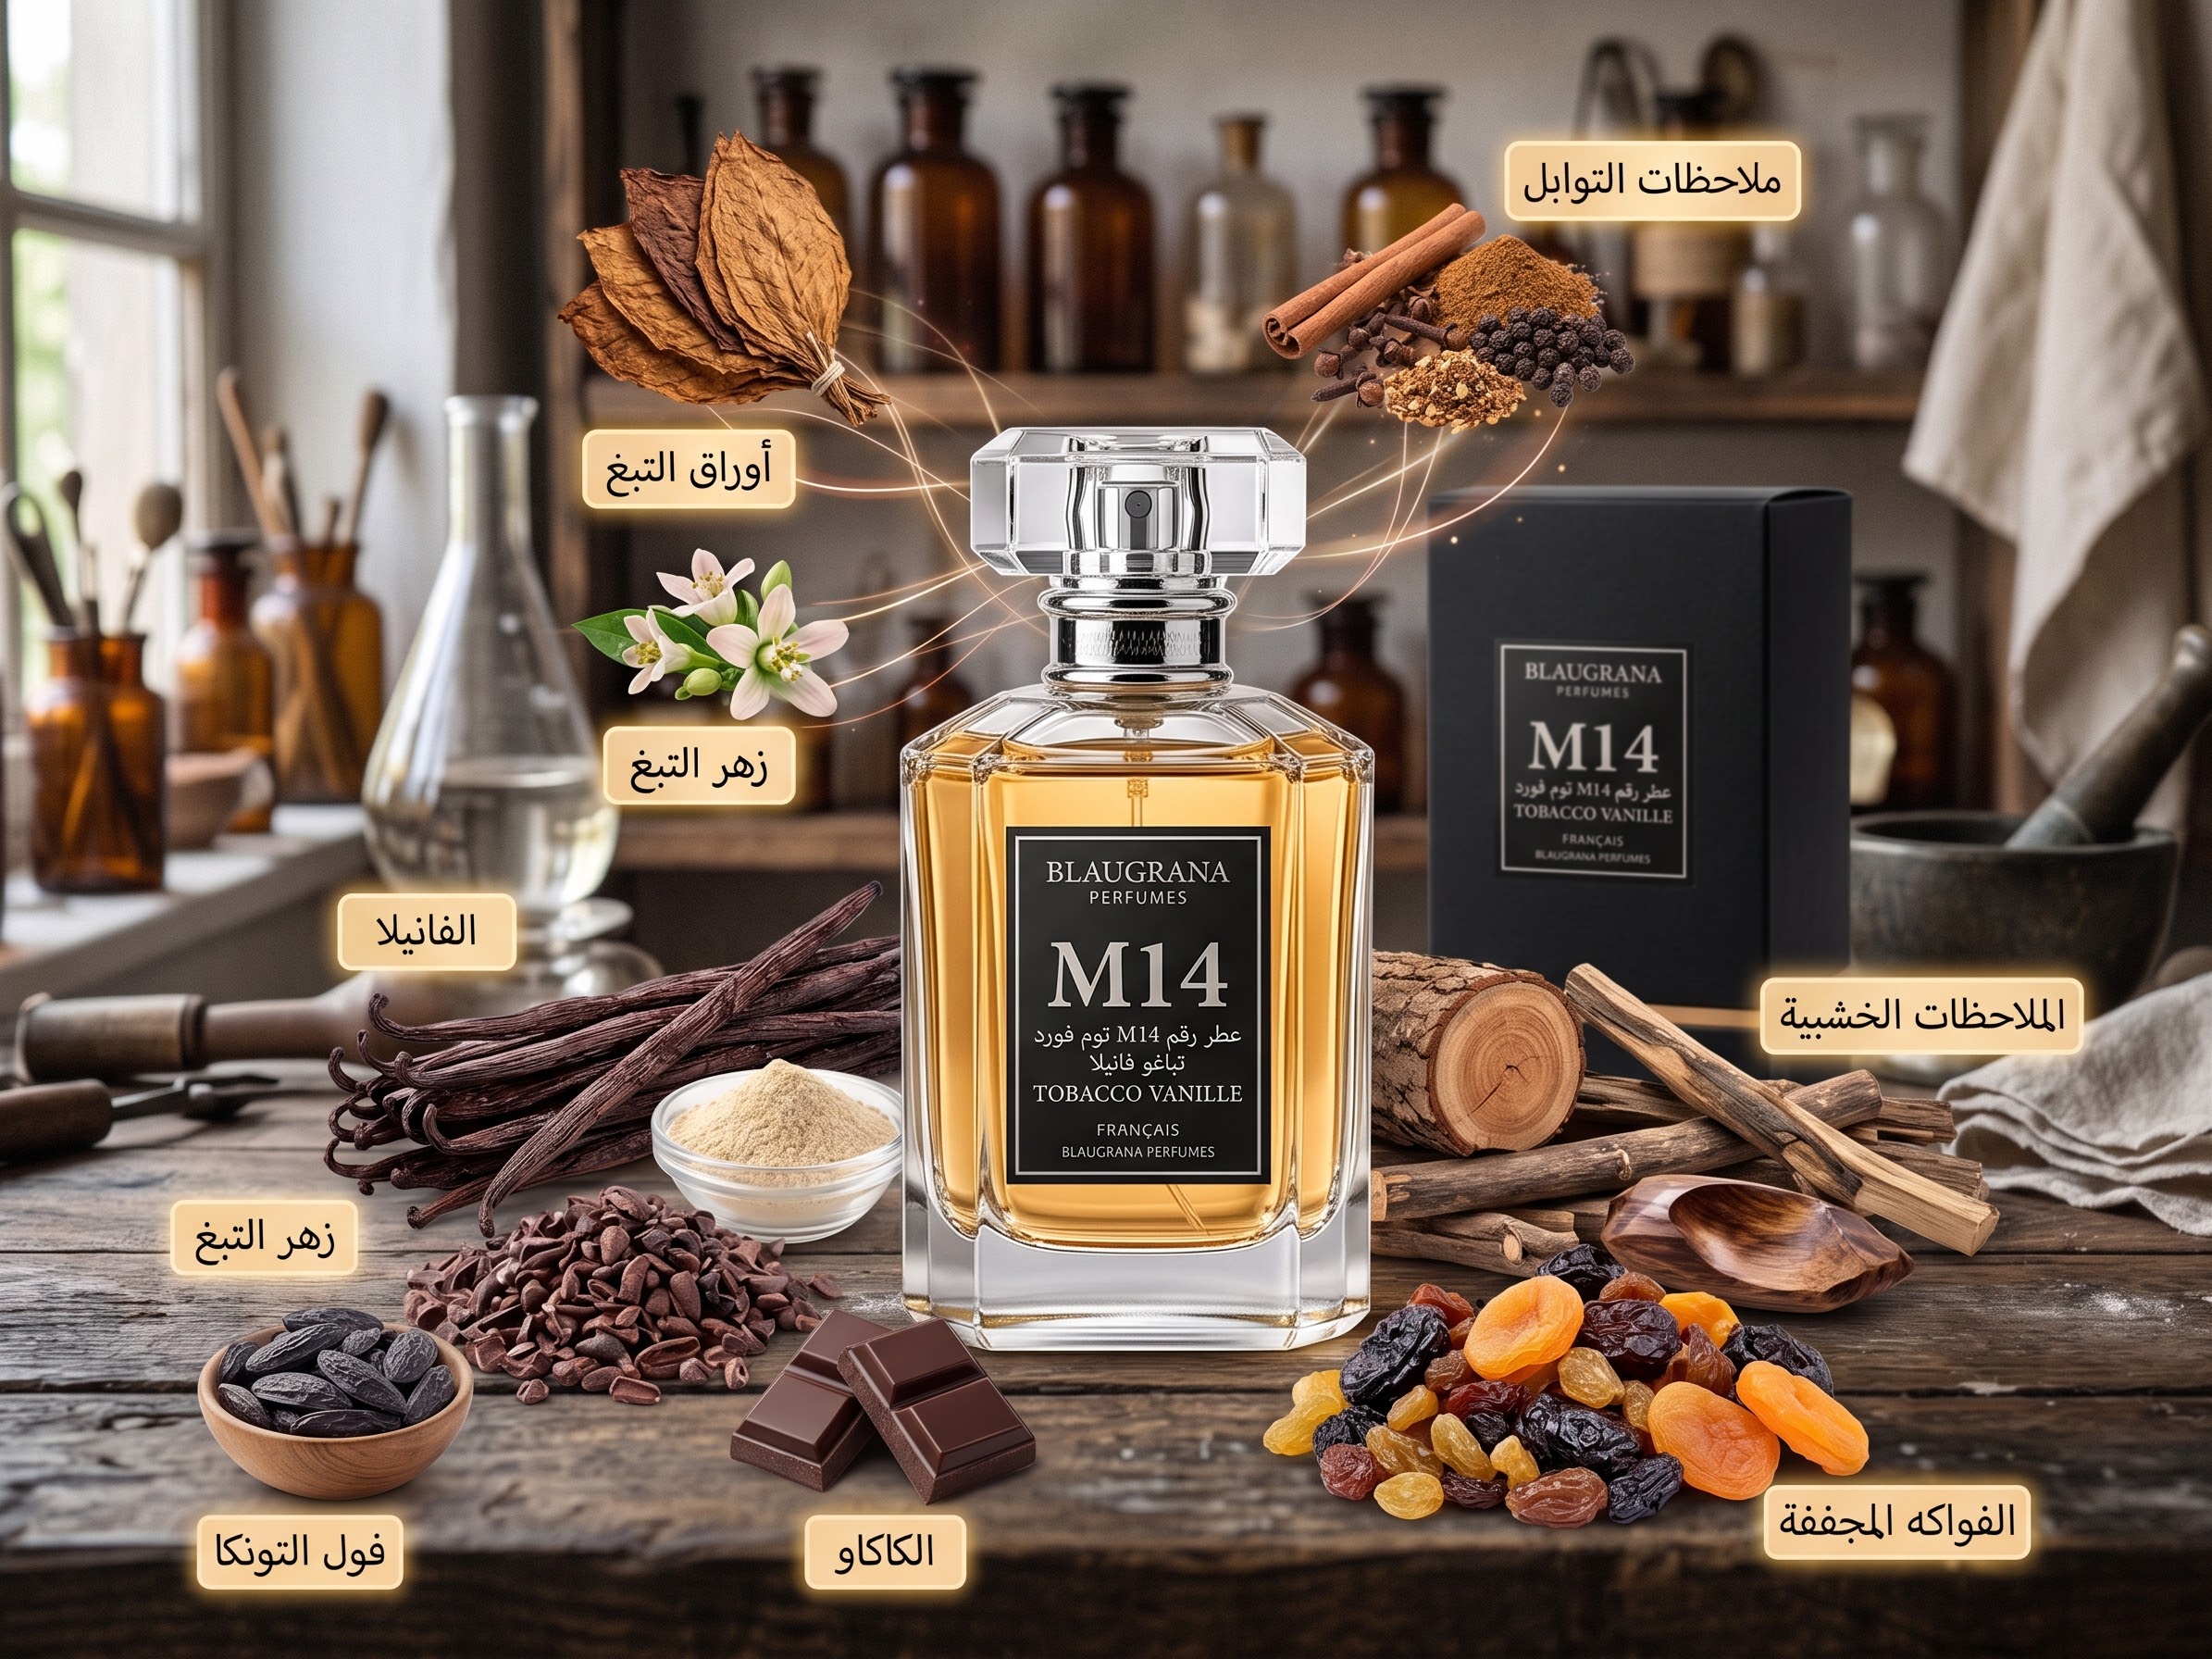 ملاحظات التوابل
أوراق التبغ
زهر التبغ
الفانيلا
BLAUGRANA
PERFUMES
M14
عطر رقم M14 توم فورد
TOBACCO VANILLE
FRANÇAIS
BLAUGRANA PERFUMES
BLAUGRANA
PERFUMES
M14
عطر رقم M14 توم فورد
تباغو فانيلا
TOBACCO VANILLE
FRANÇAIS
BLAUGRANA PERFUMES
الملاحظات الخشبية
زهر التبغ
فول التونكا
الكاكاو
الفواكه المجففة